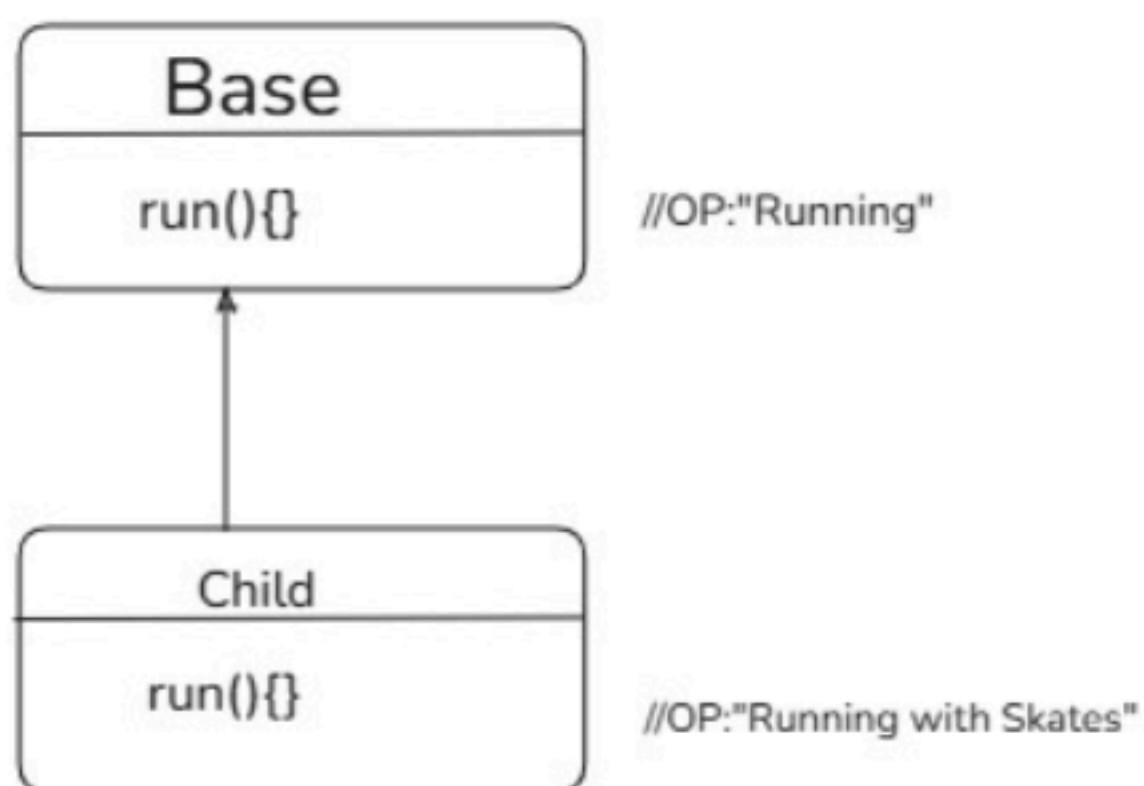 Base
run(){} //OP:"Running"
Child
run(){} //OP:"Running with Skates"